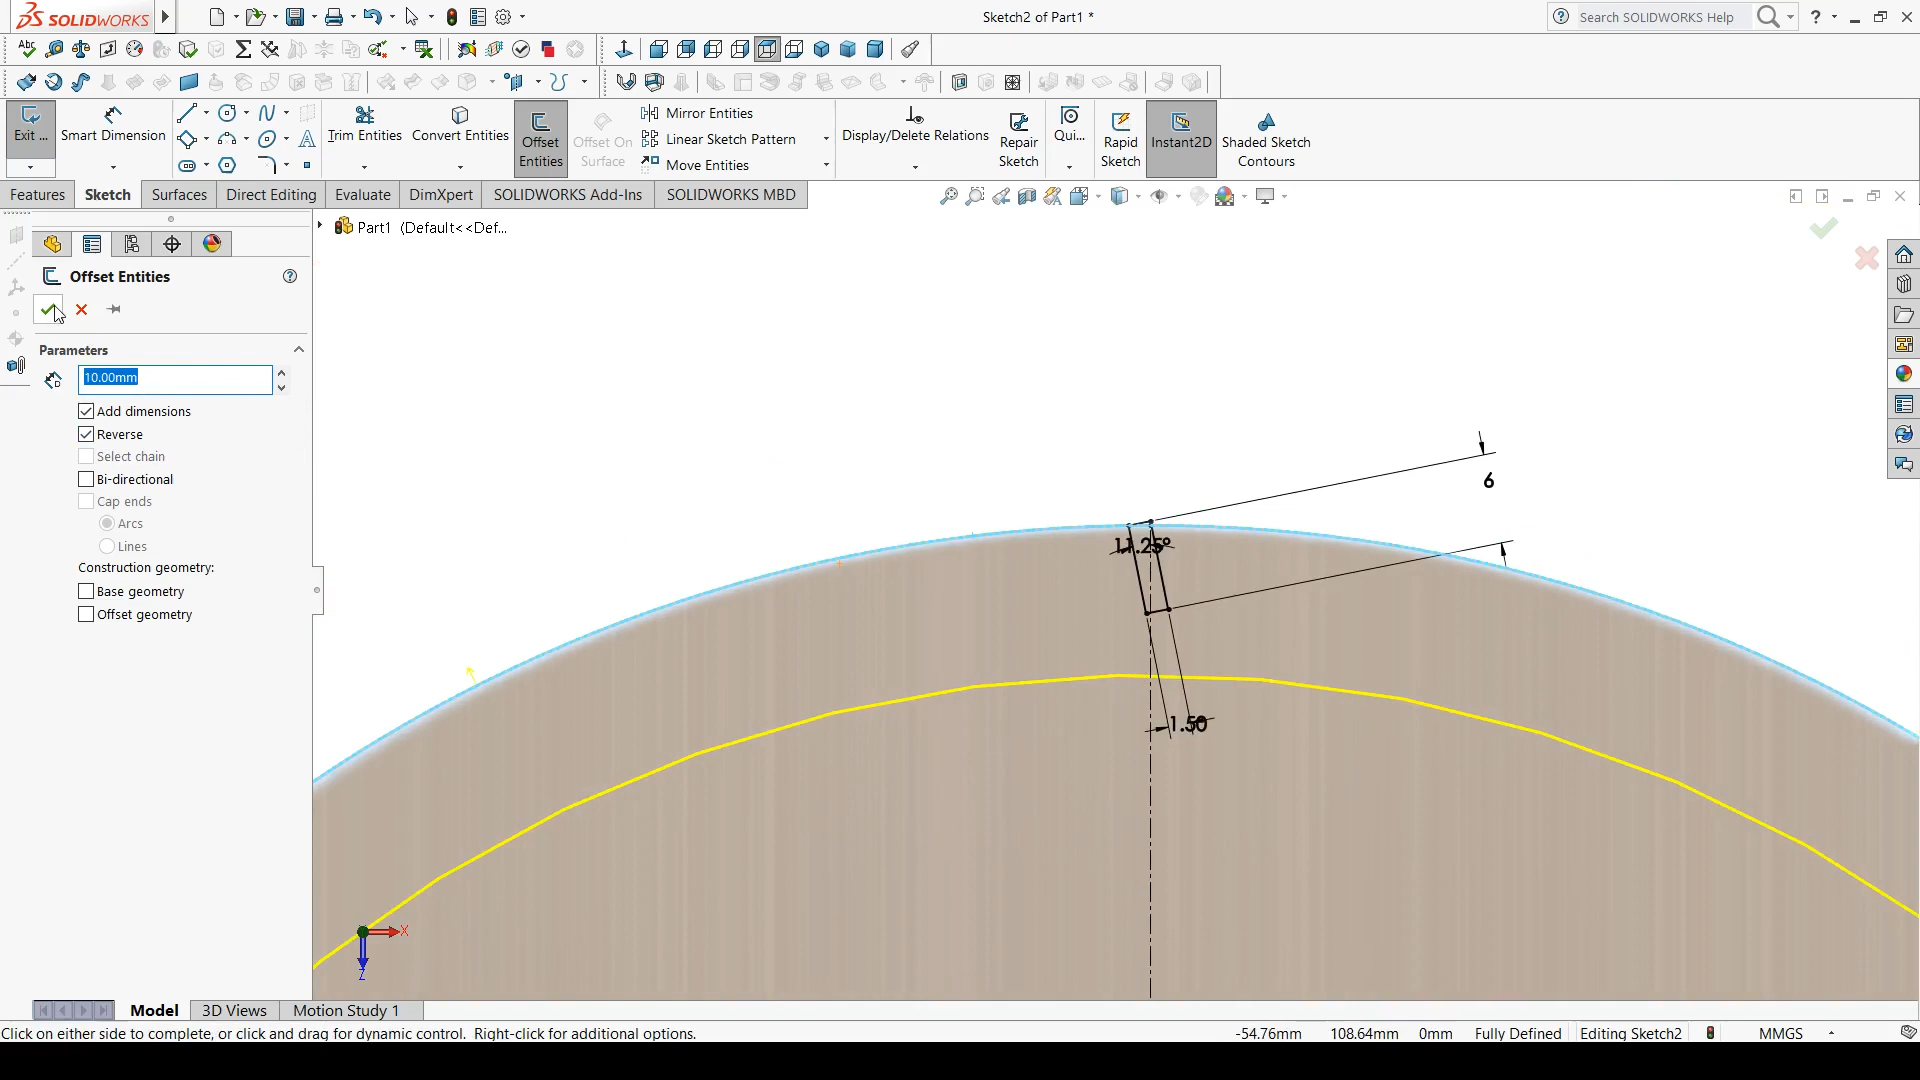 SOLIDWORKS
Sketch2 of Part1 *
Search SOLIDWORKS Help
Exit ...
Smart Dimension
Trim Entities
Convert Entities
Offset Entities
Offset On Surface
Mirror Entities
Linear Sketch Pattern
Move Entities
Display/Delete Relations
Repair Sketch
Qui...
Rapid Sketch
Instant2D
Shaded Sketch Contours
Features
Sketch
Surfaces
Direct Editing
Evaluate
DimXpert
SOLIDWORKS Add-Ins
SOLIDWORKS MBD
Part1 (Default<<Def...
Offset Entities
Parameters
10.00mm
Add dimensions
Reverse
Select chain
Bi-directional
Cap ends
Arcs
Lines
Construction geometry:
Base geometry
Offset geometry
6
11.25°
1.50
X
Z
Model
3D Views
Motion Study 1
Click on either side to complete, or click and drag for dynamic control. Right-click for additional options.
-54.76mm
108.64mm
0mm
Fully Defined
Editing Sketch2
MMGS